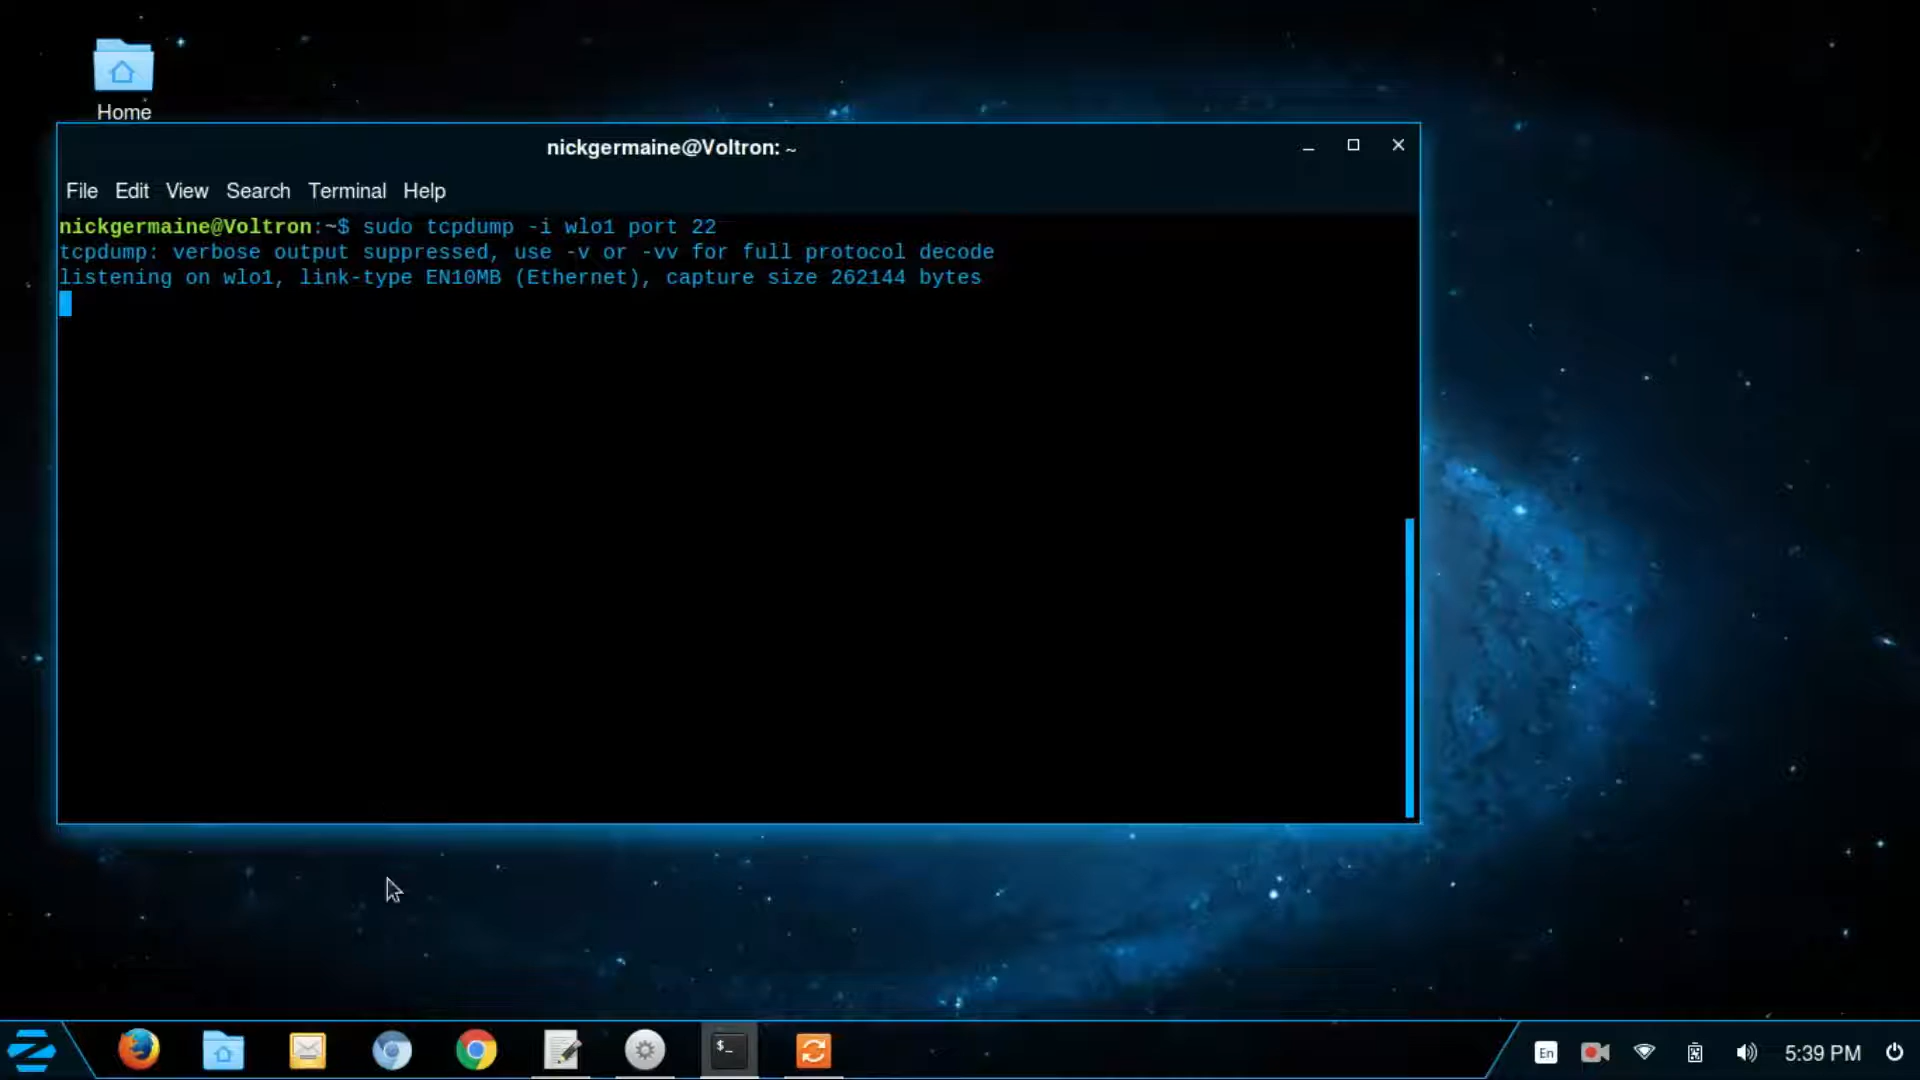 Home
nickgermaine@Voltron: ~
File Edit View Search Terminal Help
nickgermaine@Voltron:~$ sudo tcpdump -i wlo1 port 22
tcpdump: verbose output suppressed, use -v or -vv for full protocol decode
listening on wlo1, link-type EN10MB (Ethernet), capture size 262144 bytes
$_
En
5:39 PM